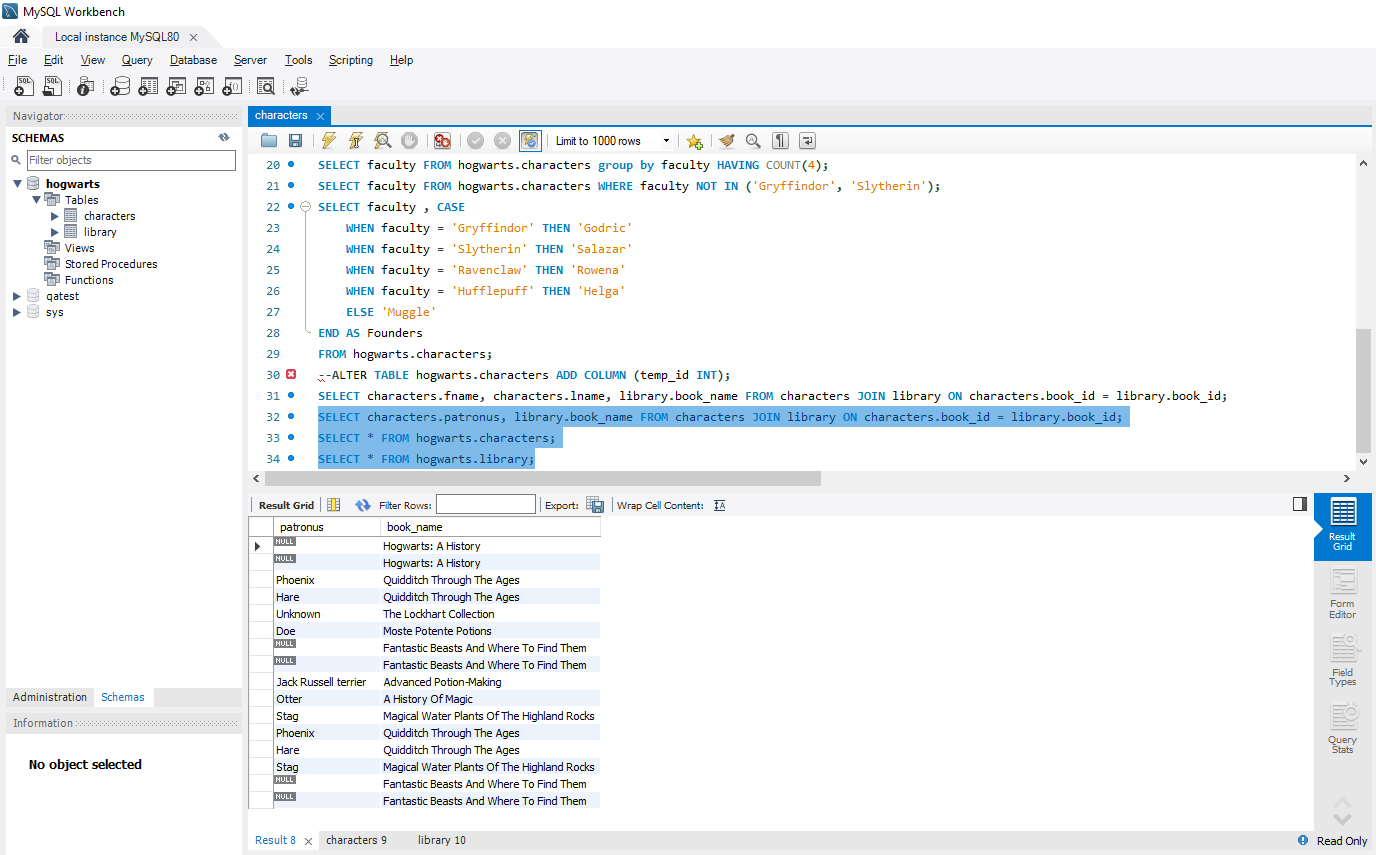 MySQL Workbench
Local instance MySQL80
File Edit View Query Database Server Tools Scripting Help
Navigator
SCHEMAS
Filter objects
hogwarts
Tables
characters
library
Views
Stored Procedures
Functions
qatest
sys
Administration Schemas
Information
No object selected
characters
Limit to 1000 rows
20 SELECT faculty FROM hogwarts.characters group by faculty HAVING COUNT(4);
21 SELECT faculty FROM hogwarts.characters WHERE faculty NOT IN ('Gryffindor', 'Slytherin');
22 SELECT faculty , CASE
23 WHEN faculty = 'Gryffindor' THEN 'Godric'
24 WHEN faculty = 'Slytherin' THEN 'Salazar'
25 WHEN faculty = 'Ravenclaw' THEN 'Rowena'
26 WHEN faculty = 'Hufflepuff' THEN 'Helga'
27 ELSE 'Muggle'
28 END AS Founders
29 FROM hogwarts.characters;
30 --ALTER TABLE hogwarts.characters ADD COLUMN (temp_id INT);
31 SELECT characters.fname, characters.lname, library.book_name FROM characters JOIN library ON characters.book_id = library.book_id;
32 SELECT characters.patronus, library.book_name FROM characters JOIN library ON characters.book_id = library.book_id;
33 SELECT * FROM hogwarts.characters;
34 SELECT * FROM hogwarts.library;
Result Grid Filter Rows: Export: Wrap Cell Content:
patronus book_name
NULL Hogwarts: A History
NULL Hogwarts: A History
Phoenix Quidditch Through The Ages
Hare Quidditch Through The Ages
Unknown The Lockhart Collection
Doe Moste Potente Potions
NULL Fantastic Beasts And Where To Find Them
NULL Fantastic Beasts And Where To Find Them
Jack Russell terrier Advanced Potion-Making
Otter A History Of Magic
Stag Magical Water Plants Of The Highland Rocks
Phoenix Quidditch Through The Ages
Hare Quidditch Through The Ages
Stag Magical Water Plants Of The Highland Rocks
NULL Fantastic Beasts And Where To Find Them
NULL Fantastic Beasts And Where To Find Them
Result
Grid
Form
Editor
Field
Types
Query
Stats
Result 8 characters 9 library 10
Read Only